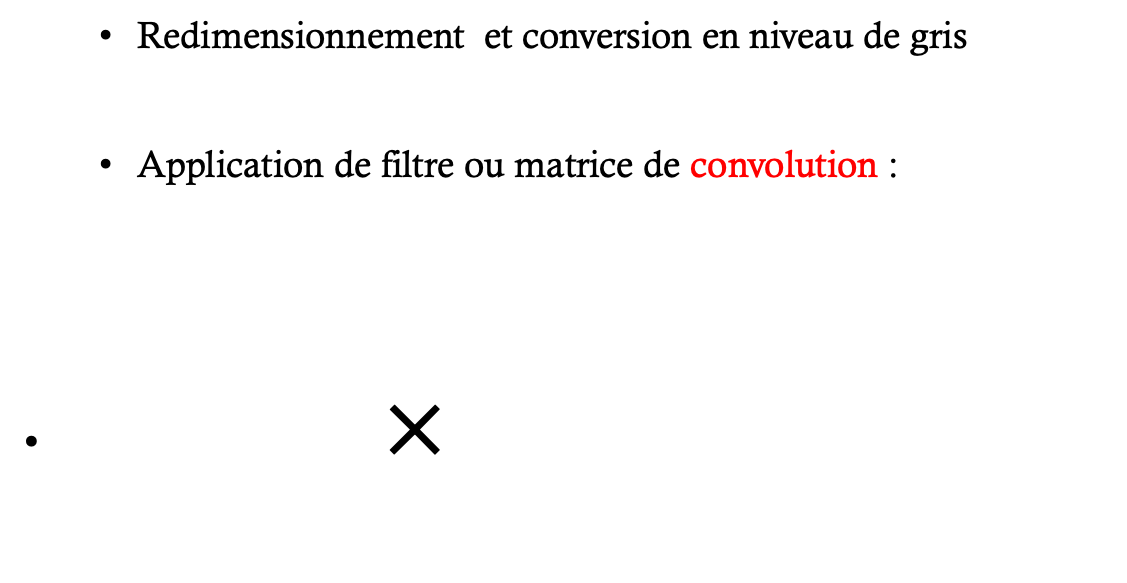 • Redimensionnement  et conversion en niveau de gris
• Application de filtre ou matrice de convolution :
• ×